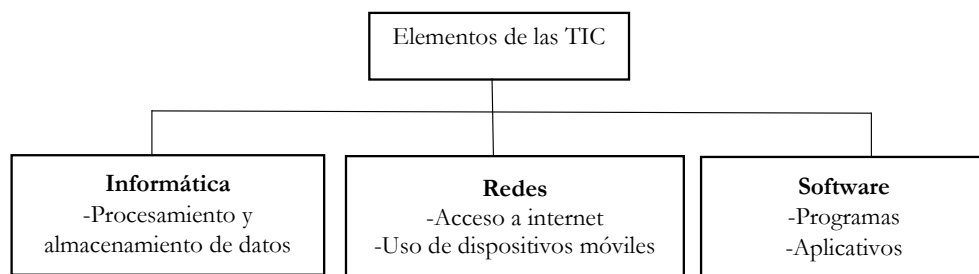 Elementos de las TIC
Informática
-Procesamiento y
almacenamiento de datos
Redes
-Acceso a internet
-Uso de dispositivos móviles
Software
-Programas
-Aplicativos